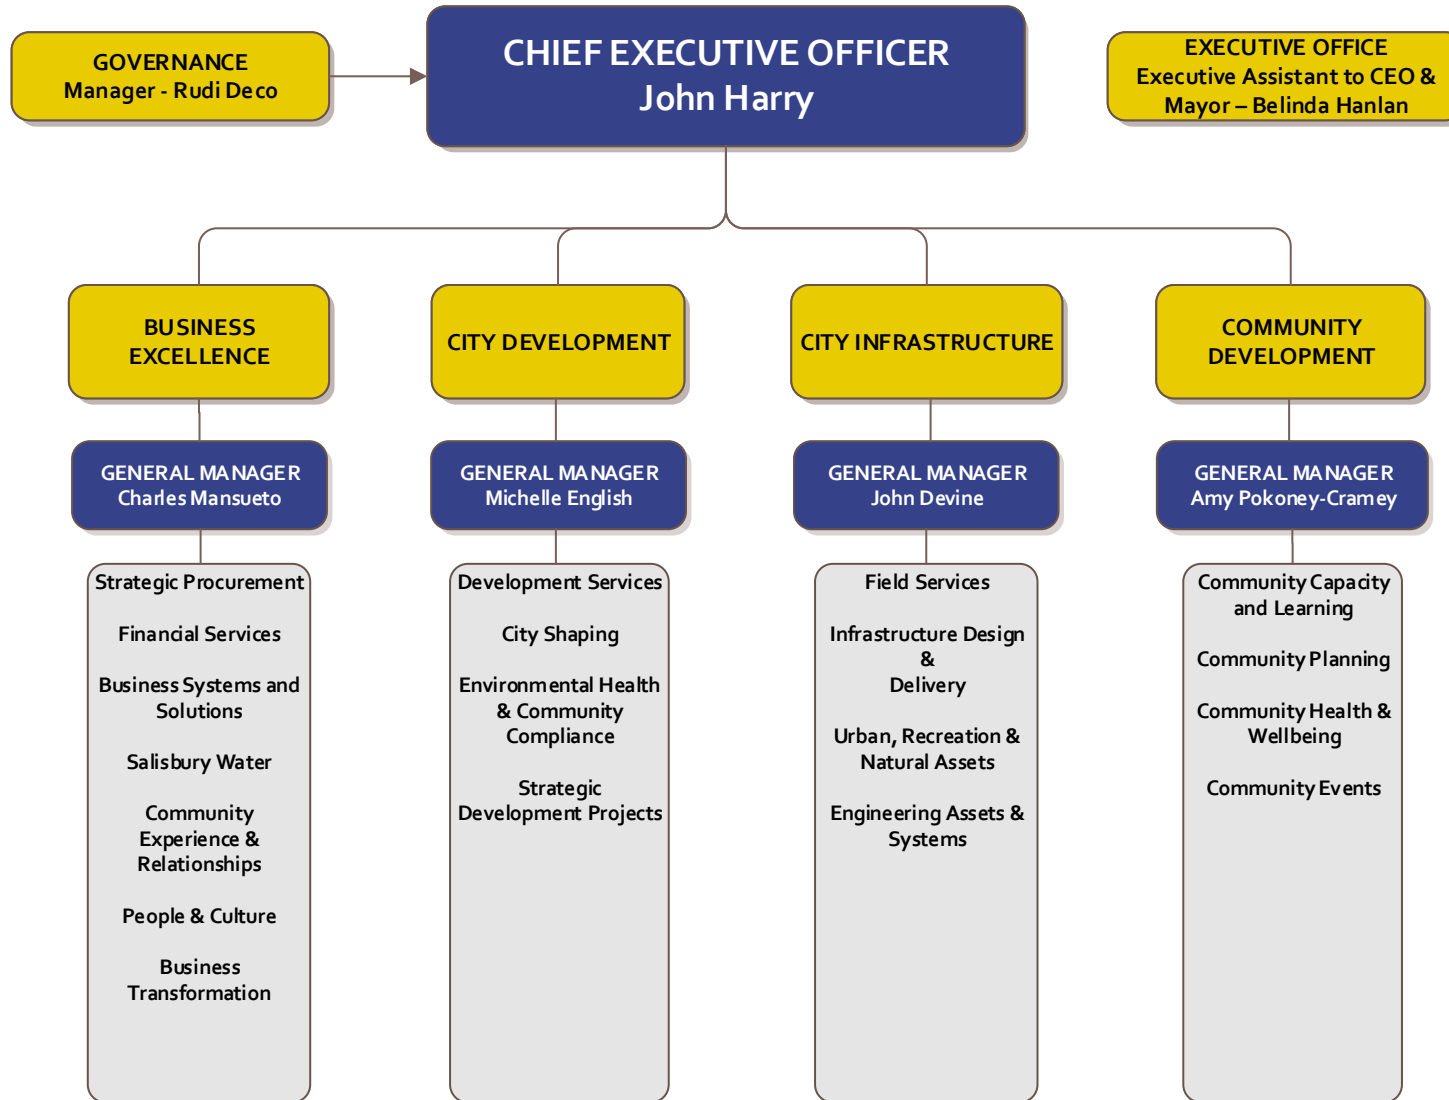 GOVERNANCE
Manager - Rudi Deco
CHIEF EXECUTIVE OFFICER
John Harry
EXECUTIVE OFFICE
Executive Assistant to CEO &
Mayor – Belinda Hanlan
BUSINESS
EXCELLENCE
CITY DEVELOPMENT
CITY INFRASTRUCTURE
COMMUNITY
DEVELOPMENT
GENERAL MANAGER
Charles Mansueto
GENERAL MANAGER
Michelle English
GENERAL MANAGER
John Devine
GENERAL MANAGER
Amy Pokoney-Cramey
Strategic Procurement
Financial Services
Business Systems and
Solutions
Salisbury Water
Community
Experience &
Relationships
People & Culture
Business
Transformation
Development Services
City Shaping
Environmental Health
& Community
Compliance
Strategic
Development Projects
Field Services
Infrastructure Design
&
Delivery
Urban, Recreation &
Natural Assets
Engineering Assets &
Systems
Community Capacity
and Learning
Community Planning
Community Health &
Wellbeing
Community Events